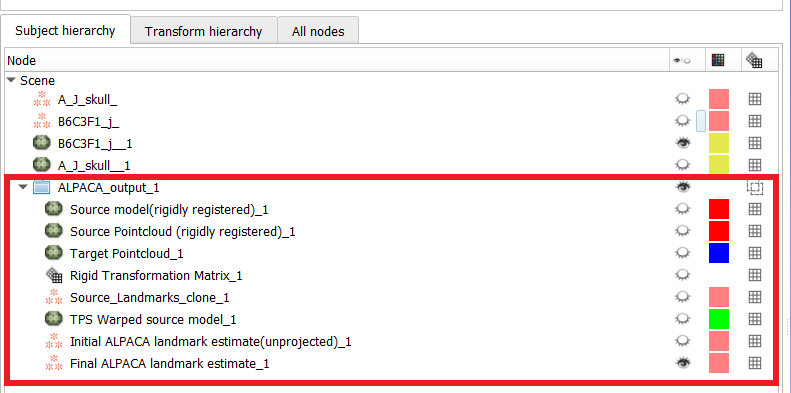 Subject hierarchy Transform hierarchy All nodes
Node
Scene
A_J_skull_
B6C3F1_j_
B6C3F1_j__1
A_J_skull__1
ALPACA_output_1
Source model(rigidly registered)_1
Source Pointcloud (rigidly registered)_1
Target Pointcloud_1
Rigid Transformation Matrix_1
Source_Landmarks_clone_1
TPS Warped source model_1
Initial ALPACA landmark estimate(unprojected)_1
Final ALPACA landmark estimate_1